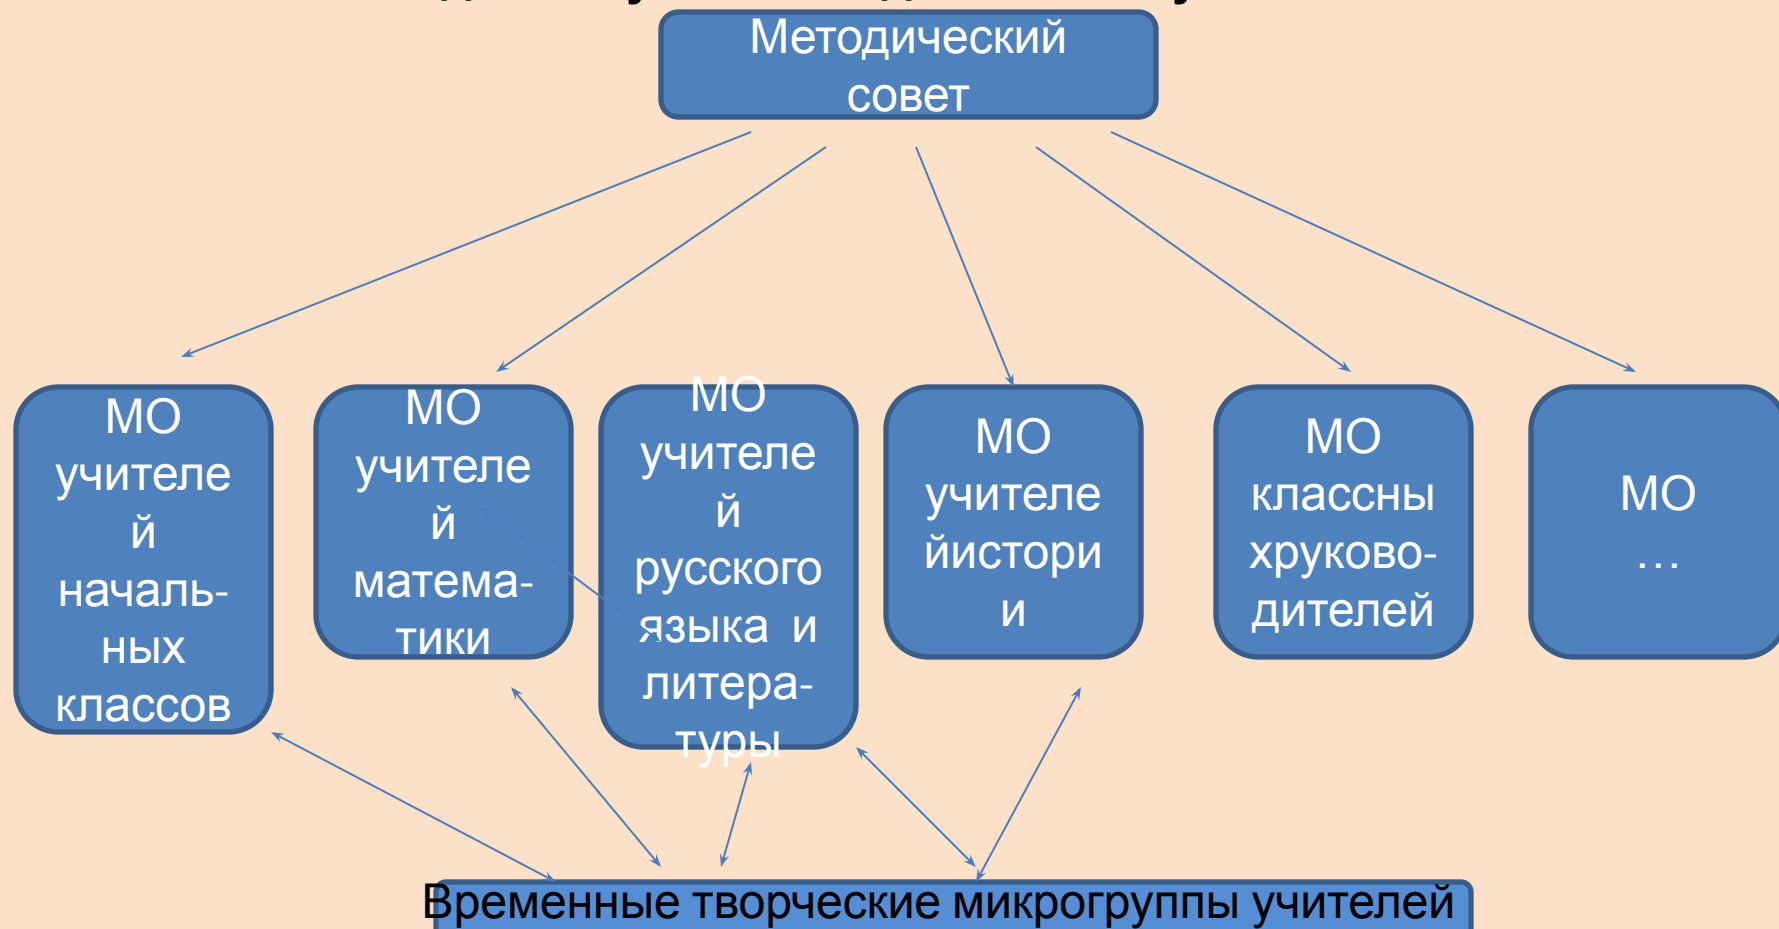 Методический
совет
МО
учителе
й
началь-
ных
классов
МО
учителе
й
матема-
тики
МО
учителе
й
русского
языка и
литера-
туры
МО
учителе
йистори
и
МО
классны
хруково-
дителей
МО
...
Временные творческие микрогруппы учителей